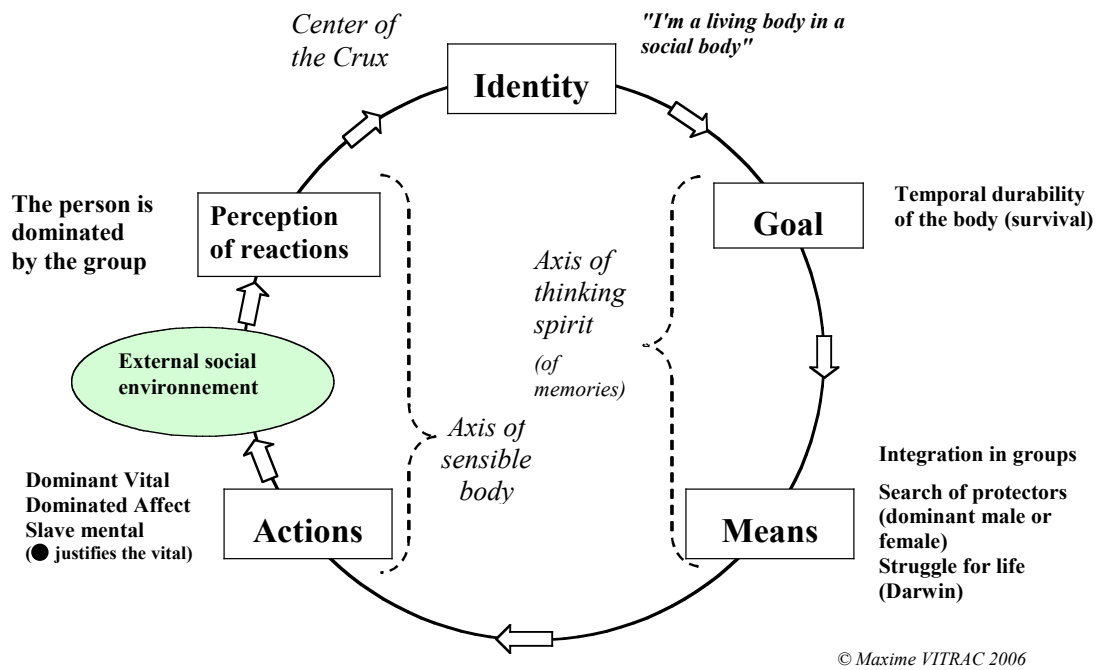 Center of
the Crux
Identity
"I'm a living body in a
social body"
The person is
dominated
by the group
Perception
of reactions
Goal
Temporal durability
of the body (survival)
Axis of
thinking
spirit
(of
memories)
External social
environnement
Axis of
sensible
body
Dominant Vital
Dominated Affect
Slave mental
(● justifies the vital)
Actions
Means
Integration in groups
Search of protectors
(dominant male or
female)
Struggle for life
(Darwin)
© Maxime VITRAC 2006